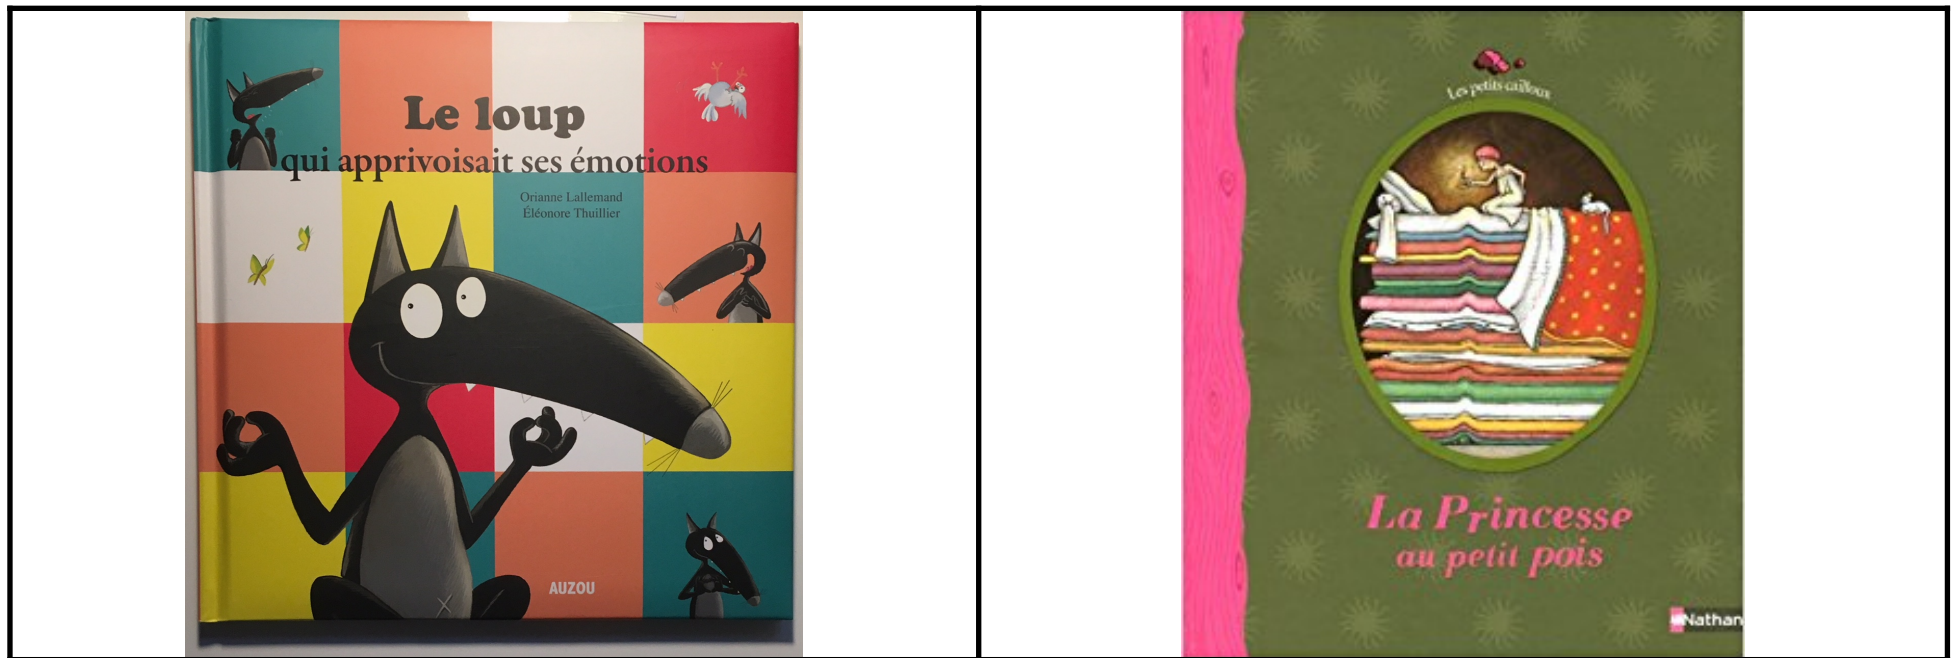 Le loup
qui apprivoisait ses émotions
Orianne Lallemand
Éléonore Thuillier
AUZOU
Les petits cailloux
La Princesse
au petit pois
Nathan